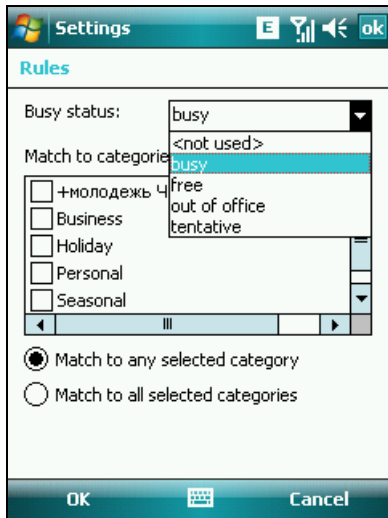 Settings E ok
Rules
Busy status: busy
<not used>
Match to categorie busy
+молодежь Ч free
out of office
Business tentative
Holiday
Personal
Seasonal
Match to any selected category
Match to all selected categories
OK Cancel